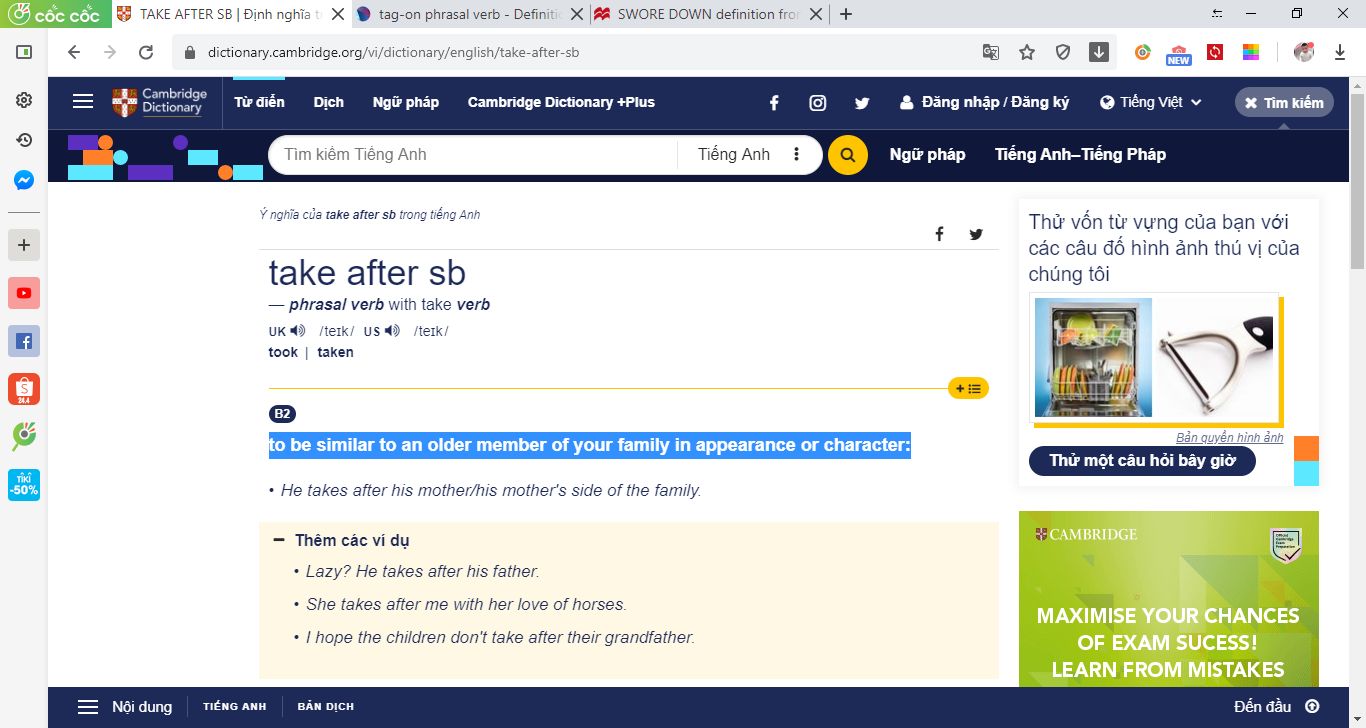 cốc cốc
TAKE AFTER SB | Định nghĩa t
tag-on phrasal verb - Definitio
SWORE DOWN definition fron
dictionary.cambridge.org/vi/dictionary/english/take-after-sb
NEW
Cambridge
Dictionary
Từ điển
Dịch
Ngữ pháp
Cambridge Dictionary +Plus
Đăng nhập / Đăng ký
Tiếng Việt
Tìm kiếm
Tìm kiếm Tiếng Anh
Tiếng Anh
Ngữ pháp
Tiếng Anh–Tiếng Pháp
24.4
TIKI
-50%
Ý nghĩa của take after sb trong tiếng Anh
take after sb
— phrasal verb with take verb
UK /teɪk/ US /teɪk/
took | taken
B2
to be similar to an older member of your family in appearance or character:
• He takes after his mother/his mother's side of the family.
Thêm các ví dụ
• Lazy? He takes after his father.
• She takes after me with her love of horses.
• I hope the children don't take after their grandfather.
Thử vốn từ vựng của bạn với
các câu đố hình ảnh thú vị của
chúng tôi
Bản quyền hình ảnh
Thử một câu hỏi bây giờ
CAMBRIDGE
MAXIMISE YOUR CHANCES
OF EXAM SUCESS!
LEARN FROM MISTAKES
Nội dung
TIẾNG ANH
BẢN DỊCH
Đến đầu